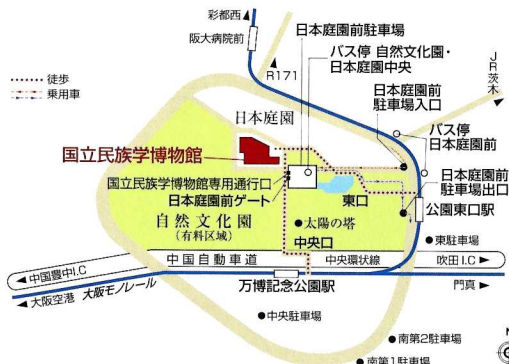 彩都西
阪大病院前
日本庭園前駐車場
バス停 自然文化園・
日本庭園中央
R171
JR茨木
徒歩
乗用車
日本庭園
日本庭園前
駐車場入口
バス停
日本庭園前
国立民族学博物館
国立民族学博物館専用通行口
日本庭園前ゲート
東口
日本庭園前
駐車場出口
公園東口駅
自然文化園
(有料区域)
太陽の塔
中央口
東駐車場
中国自動車道
中央環状線
吹田I.C
中国豊中I.C
大阪空港
大阪モノレール
万博記念公園駅
門真
中央駐車場
南第2駐車場
南第1駐車場
N